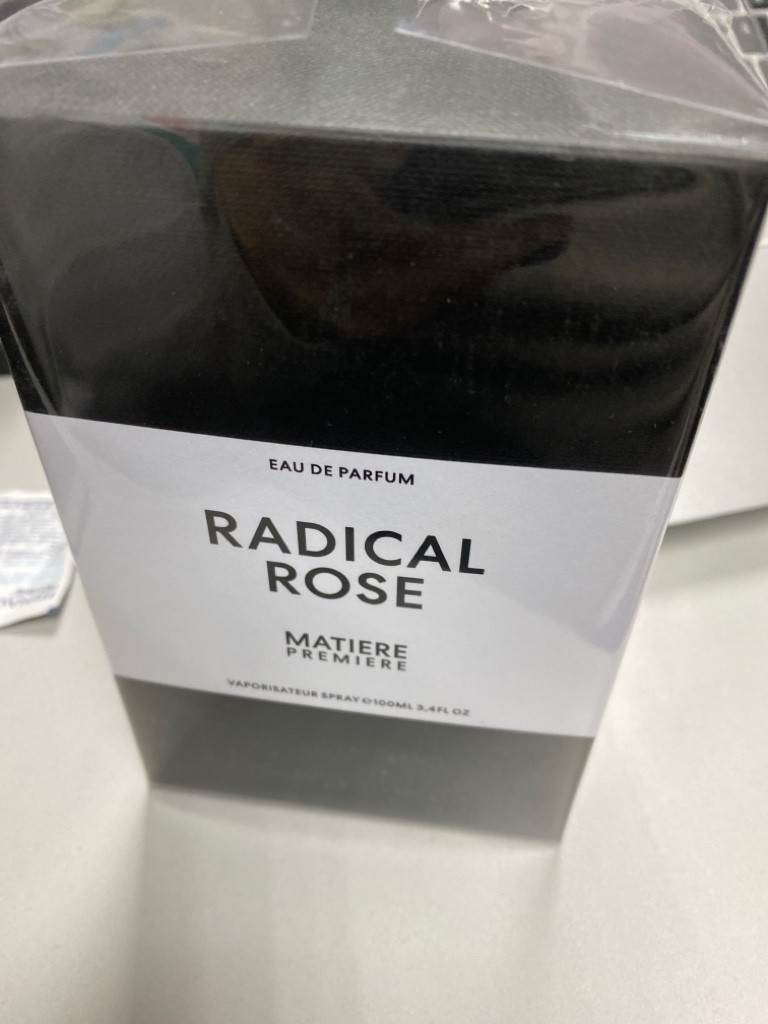 EAU DE PARFUM
RADICAL
ROSE
MATIERE
PREMIERE
VAPORISATEUR SPRAY ℮100ML 3,4FL OZ